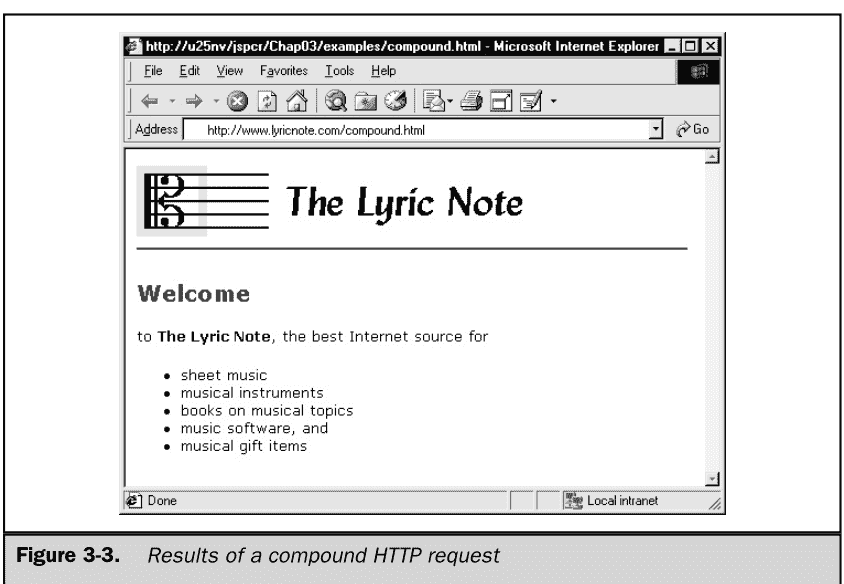 http://u25nv/jspcr/Chap03/examples/compound.html - Microsoft Internet Explorer
File Edit View Favorites Tools Help
Address http://www.lyricnote.com/compound.html Go
The Lyric Note
Welcome
to The Lyric Note, the best Internet source for
• sheet music
• musical instruments
• books on musical topics
• music software, and
• musical gift items
Done Local intranet
Figure 3-3. Results of a compound HTTP request